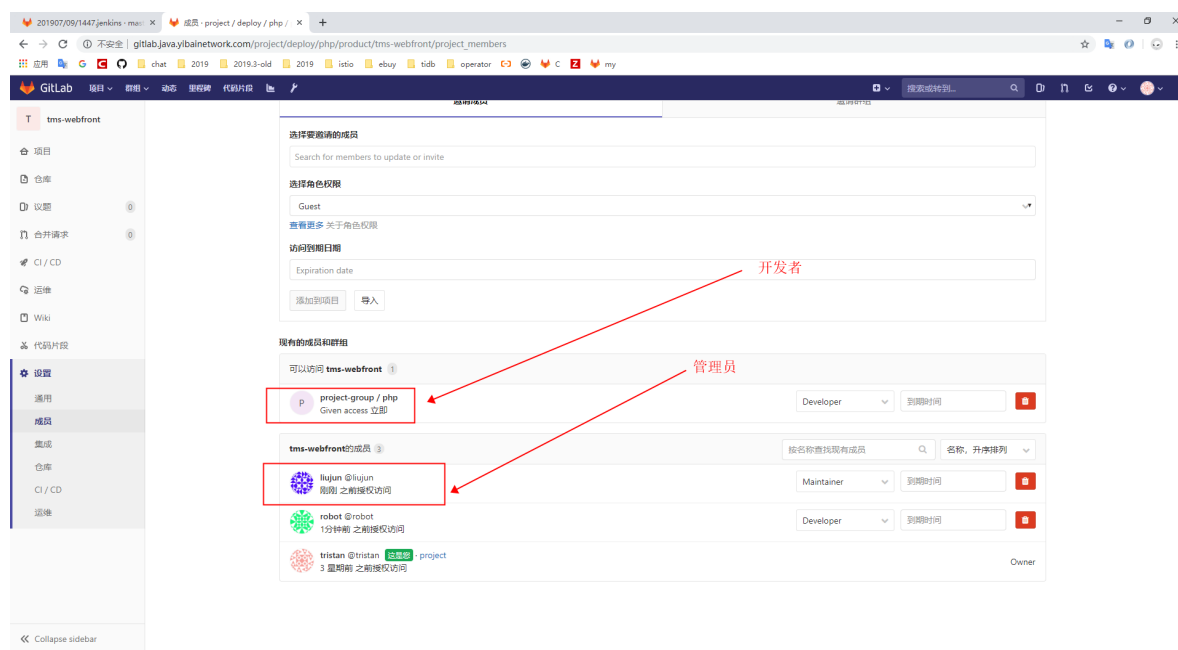 201907/09/1447.jenkins - mast
成员 · project / deploy / php /
不安全 | gitlab.java.yibainetwork.com/project/deploy/php/product/tms-webfront/project_members
应用 G C chat 2019 2019.3-old 2019 istio ebuy tidb operator C Z my
GitLab 项目 群组 动态 里程碑 代码片段 搜索或转到...
T tms-webfront
项目
仓库
议题 0
合并请求 0
CI / CD
运维
Wiki
代码片段
设置
通用
成员
集成
仓库
CI / CD
运维
Collapse sidebar
邀请成员 邀请群组
选择要邀请的成员
Search for members to update or invite
选择角色权限
Guest
查看更多 关于角色权限
访问到期日期
Expiration date
开发者
添加到项目 导入
现有的成员和群组
管理员
可以访问 tms-webfront 1
P project-group / php
Given access 立即
Developer 到期时间
tms-webfront的成员 3 按名称查找现有成员 名称，升序排列
liujun @liujun
刚刚 之前授权访问
Maintainer 到期时间
robot @robot
1分钟前 之前授权访问
Developer 到期时间
tristan @tristan 这是您 · project
3 星期前 之前授权访问
Owner